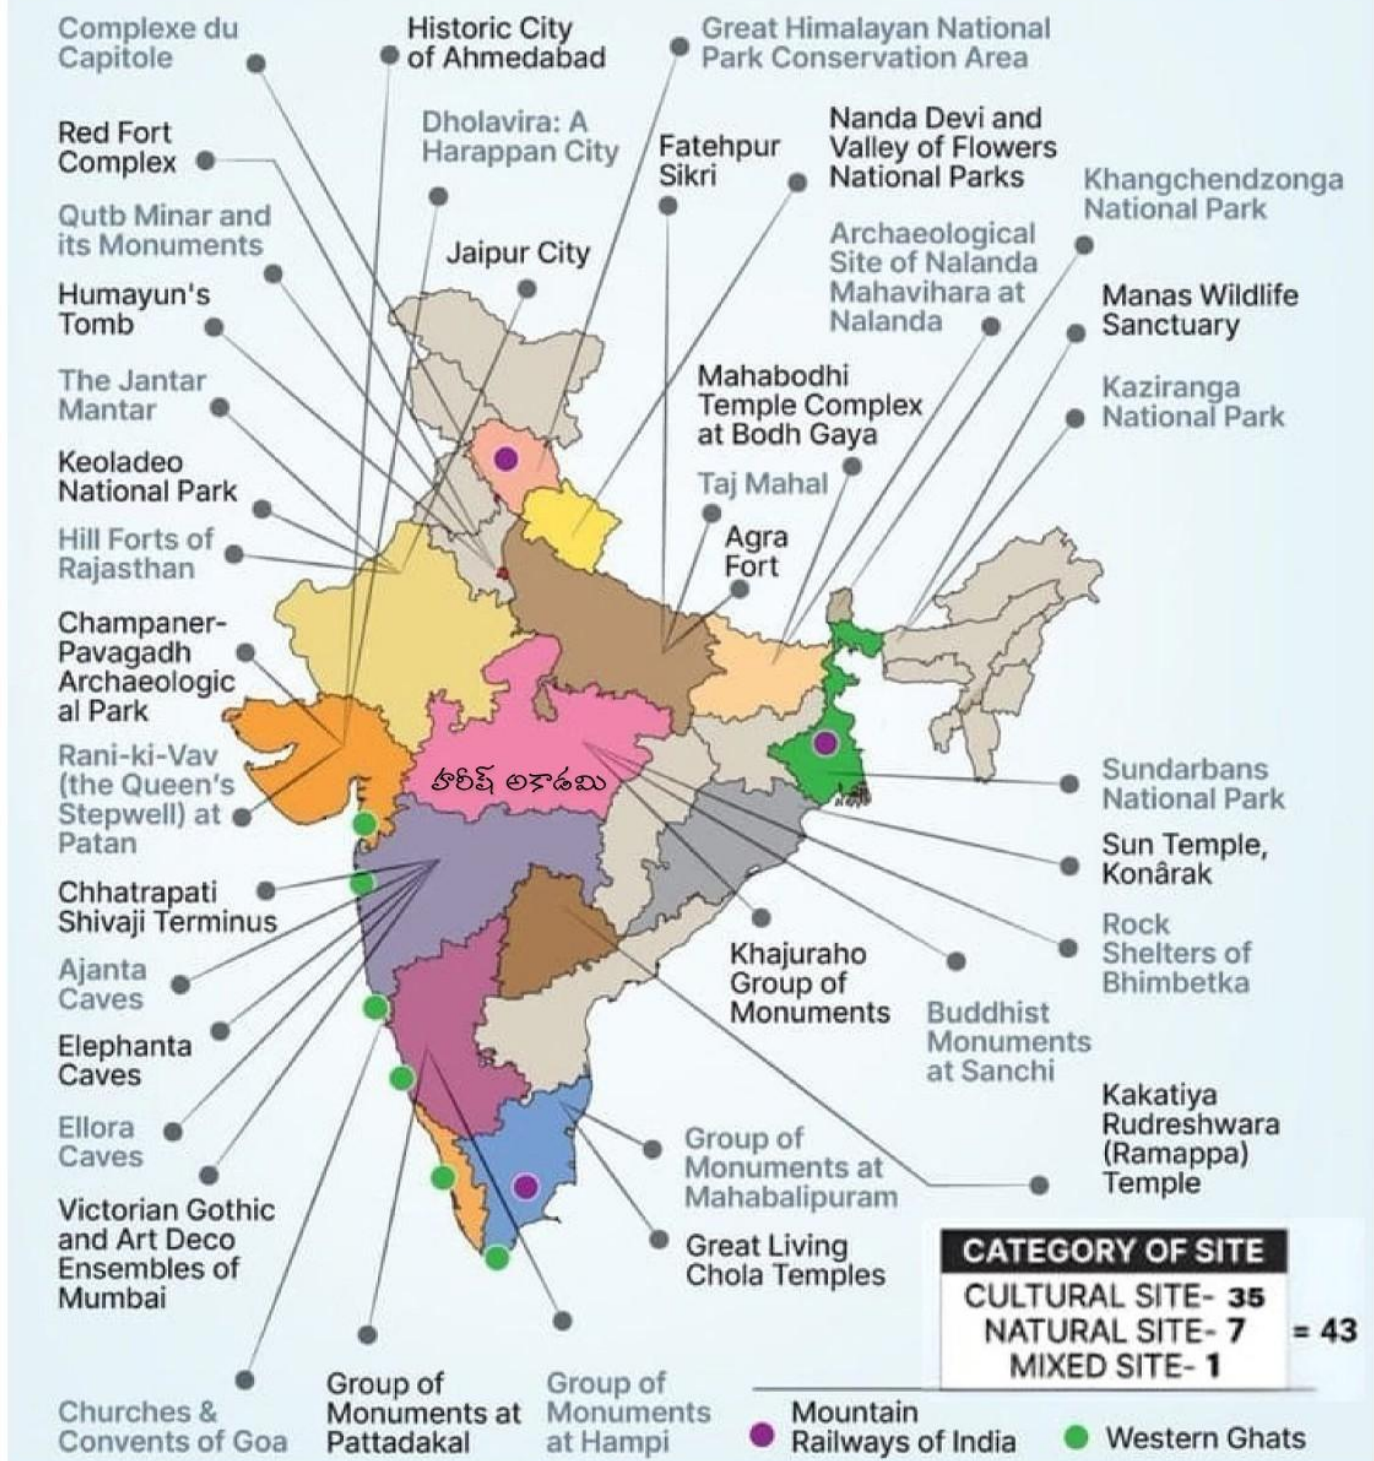 Complexe du
Capitole
Historic City
of Ahmedabad
Great Himalayan National
Park Conservation Area
Red Fort
Complex
Dholavira: A
Harappan City
Fatehpur
Sikri
Nanda Devi and
Valley of Flowers
National Parks
Khangchendzonga
National Park
Qutb Minar and
its Monuments
Jaipur City
Archaeological
Site of Nalanda
Mahavihara at
Nalanda
Humayun's
Tomb
Manas Wildlife
Sanctuary
The Jantar
Mantar
Mahabodhi
Temple Complex
at Bodh Gaya
Kaziranga
National Park
Keoladeo
National Park
Taj Mahal
Hill Forts of
Rajasthan
Agra
Fort
Champaner-
Pavagadh
Archaeologic
al Park
Rani-ki-Vav
(the Queen's
Stepwell) at
Patan
హరీష్ అకాడమి
Sundarbans
National Park
Sun Temple,
Konârak
Chhatrapati
Shivaji Terminus
Rock
Shelters of
Bhimbetka
Khajuraho
Group of
Monuments
Ajanta
Caves
Buddhist
Monuments
at Sanchi
Elephanta
Caves
Kakatiya
Rudreshwara
(Ramappa)
Temple
Ellora
Caves
Group of
Monuments at
Mahabalipuram
Victorian Gothic
and Art Deco
Ensembles of
Mumbai
Great Living
Chola Temples
CATEGORY OF SITE
CULTURAL SITE- 35
NATURAL SITE- 7
MIXED SITE- 1
= 43
Churches &
Convents of Goa
Group of
Monuments at
Pattadakal
Group of
Monuments
at Hampi
Mountain
Railways of India
Western Ghats